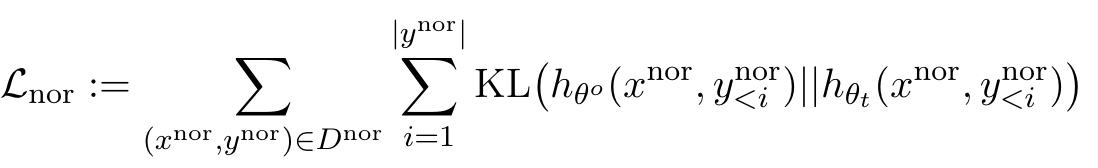 $\mathcal{L}_{\text{nor}} := \sum_{(x^{\text{nor}}, y^{\text{nor}}) \in D^{\text{nor}}} \sum_{i=1}^{|y^{\text{nor}}|} \text{KL}\big(h_{\theta^o}(x^{\text{nor}}, y^{\text{nor}}_{<i}) || h_{\theta_t}(x^{\text{nor}}, y^{\text{nor}}_{<i})\big)$